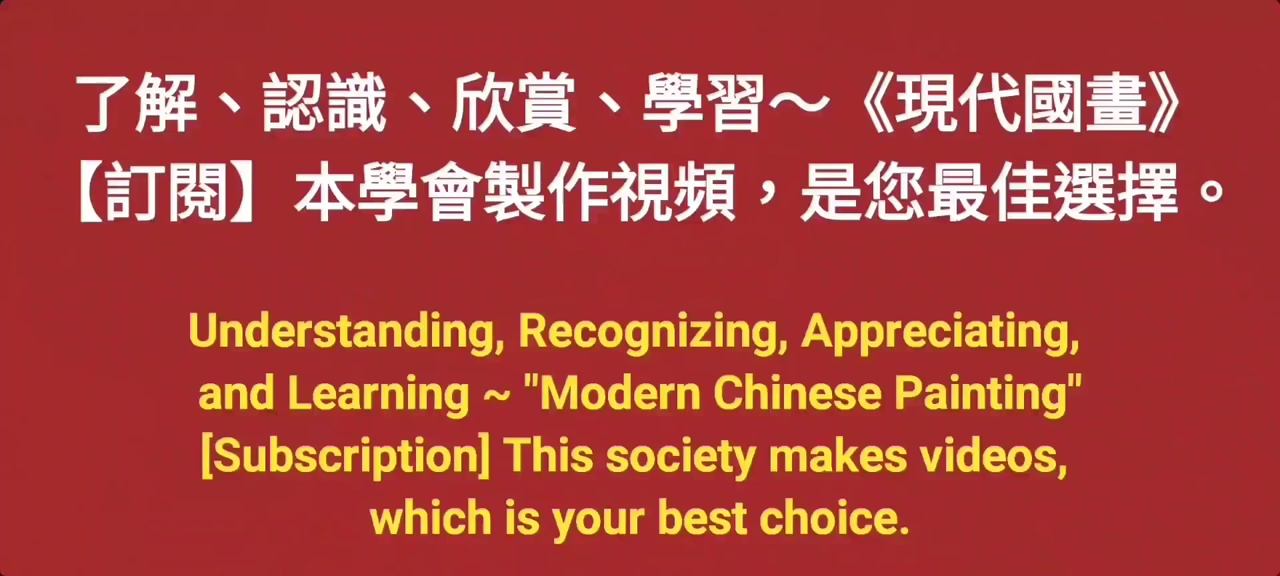 了解、認識、欣賞、學習～《現代國畫》
【訂閱】本學會製作視頻，是您最佳選擇。
Understanding, Recognizing, Appreciating,
and Learning ~ "Modern Chinese Painting"
[Subscription] This society makes videos,
which is your best choice.